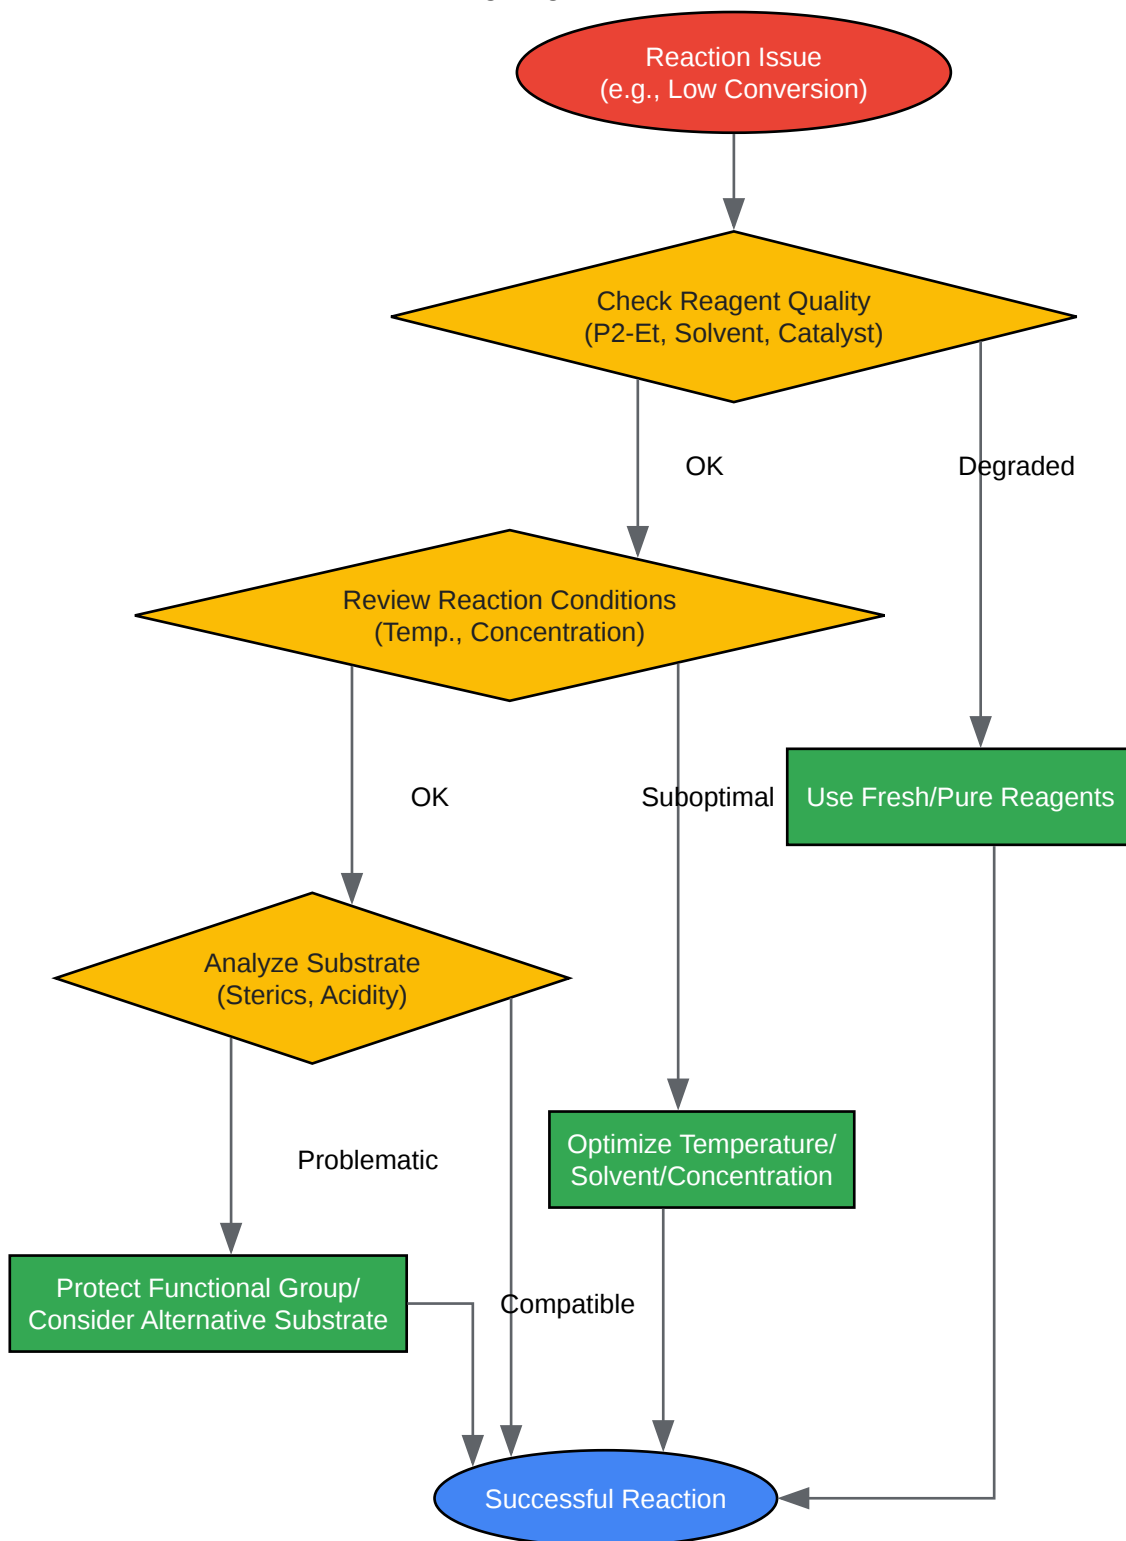 Reaction Issue
(e.g., Low Conversion)
Check Reagent Quality
(P2-Et, Solvent, Catalyst)
OK
Degraded
Review Reaction Conditions
(Temp., Concentration)
OK
Suboptimal
Use Fresh/Pure Reagents
Analyze Substrate
(Sterics, Acidity)
Problematic
Optimize Temperature/
Solvent/Concentration
Protect Functional Group/
Consider Alternative Substrate
Compatible
Successful Reaction